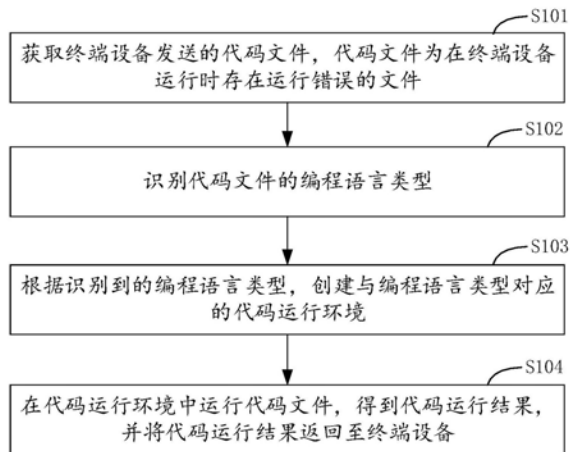 S101
获取终端设备发送的代码文件，代码文件为在终端设备
运行时存在运行错误的文件
S102
识别代码文件的编程语言类型
S103
根据识别到的编程语言类型，创建与编程语言类型对应
的代码运行环境
S104
在代码运行环境中运行代码文件，得到代码运行结果，
并将代码运行结果返回至终端设备